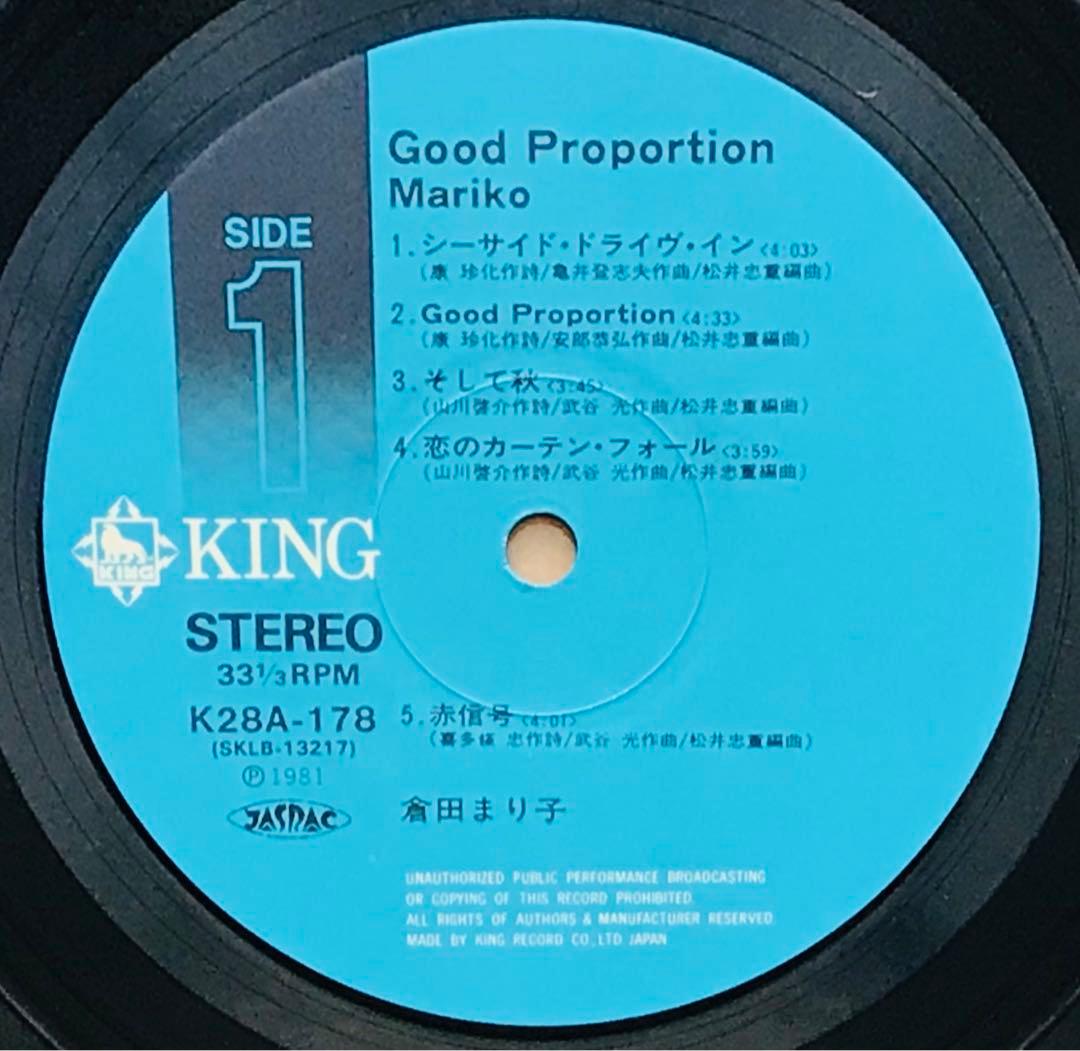 Good Proportion
Mariko
SIDE
1
1.シーサイド・ドライヴ・イン<4:03>
(康 珍化作詩/亀井登志夫作曲/松井忠重編曲)
2.Good Proportion<4:33>
(康 珍化作詩/安部恭弘作曲/松井忠重編曲)
3.そして秋<3:45>
(山川啓介作詩/武谷 光作曲/松井忠重編曲)
4.恋のカーテン・フォール<3:59>
(山川啓介作詩/武谷 光作曲/松井忠重編曲)
KING
KING
STEREO
33⅓RPM
K28A-178
(SKLB-13217)
Ⓟ1981
JASRAC
5.赤信号<4:01>
(喜多條 忠作詩/武谷 光作曲/松井忠重編曲)
倉田まり子
UNAUTHORIZED PUBLIC PERFORMANCE BROADCASTING
OR COPYING OF THIS RECORD PROHIBITED.
ALL RIGHTS OF AUTHORS & MANUFACTURER RESERVED.
MADE BY KING RECORD CO.,LTD JAPAN